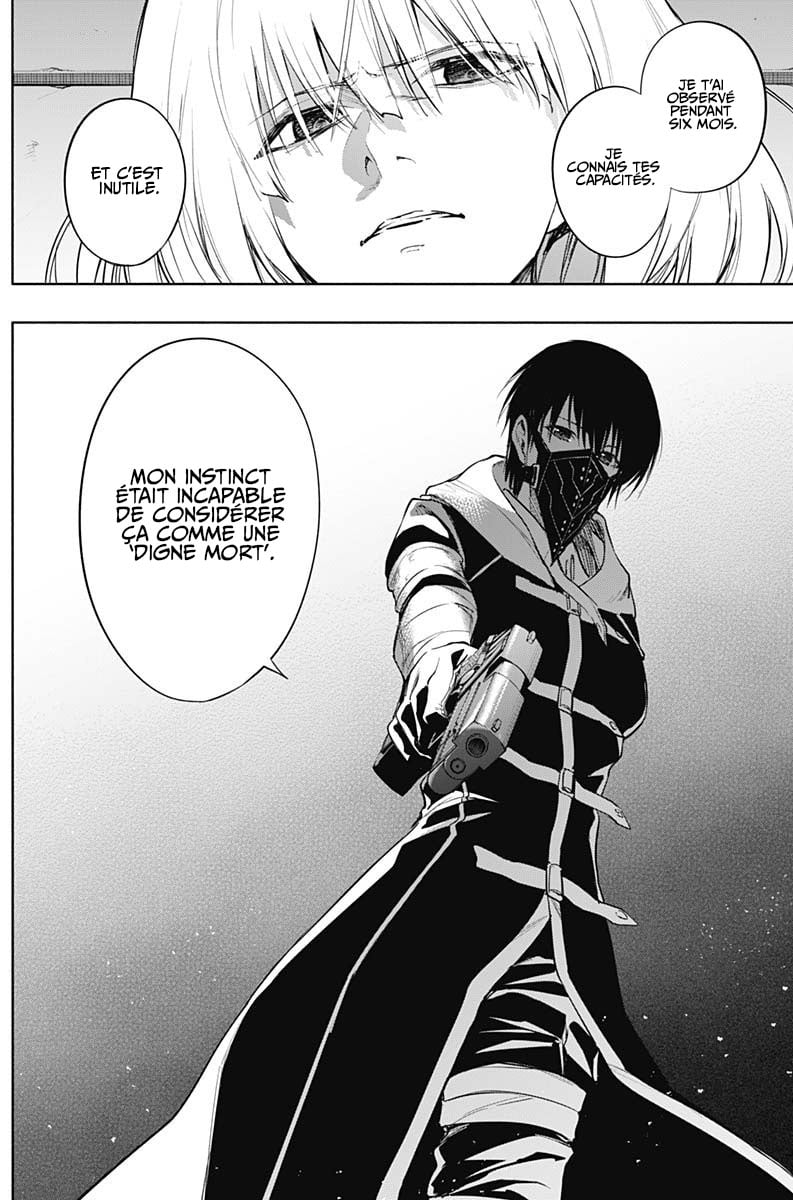 JE T'AI
OBSERVÉ
PENDANT
SIX MOIS.
JE
CONNAIS TES
CAPACITÉS.
ET C'EST
INUTILE.
MON INSTINCT
ÉTAIT INCAPABLE
DE CONSIDÉRER
ÇA COMME UNE
'DIGNE MORT'.